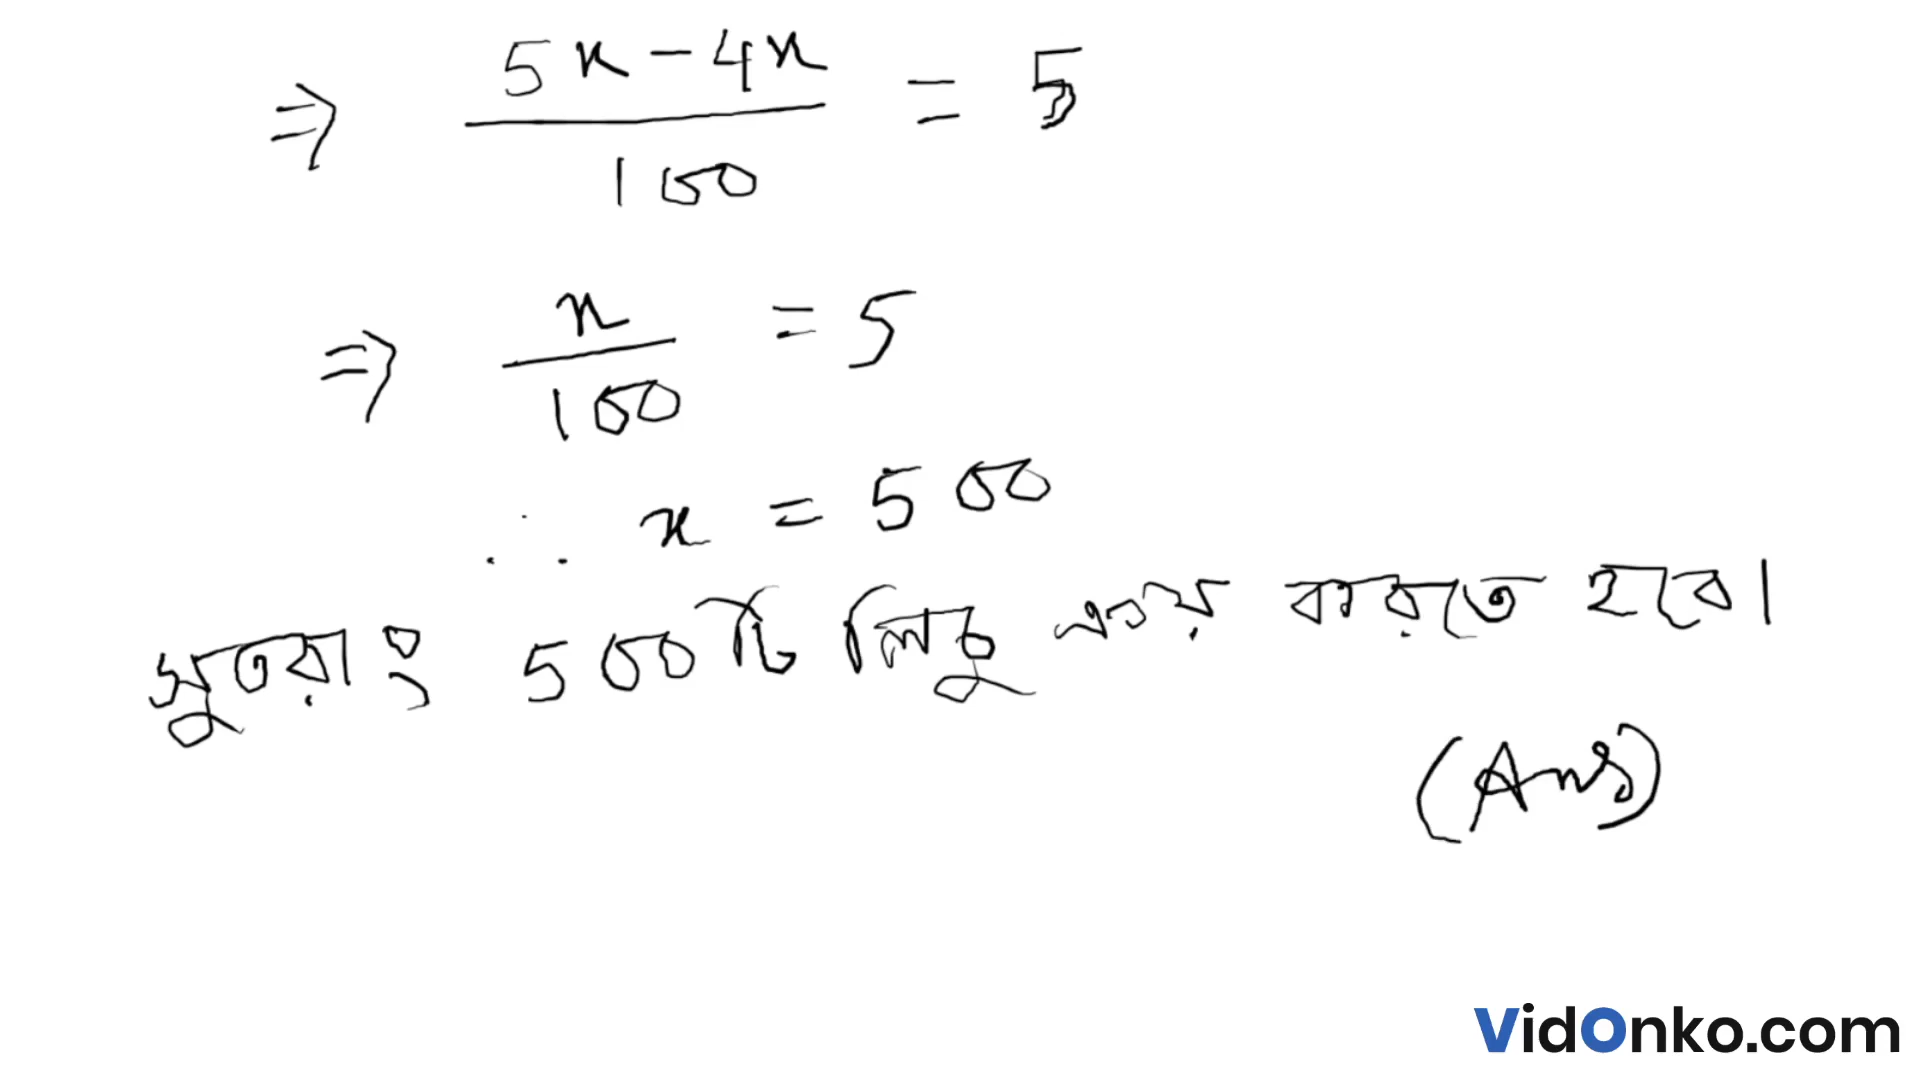 ⇒ (5x - 4x)/100 = 5
⇒ x/100 = 5
∴ x = 500
সুতরাং 500টি লিচু ক্রয় করতে হবে।
(Ans)
VidOnko.com